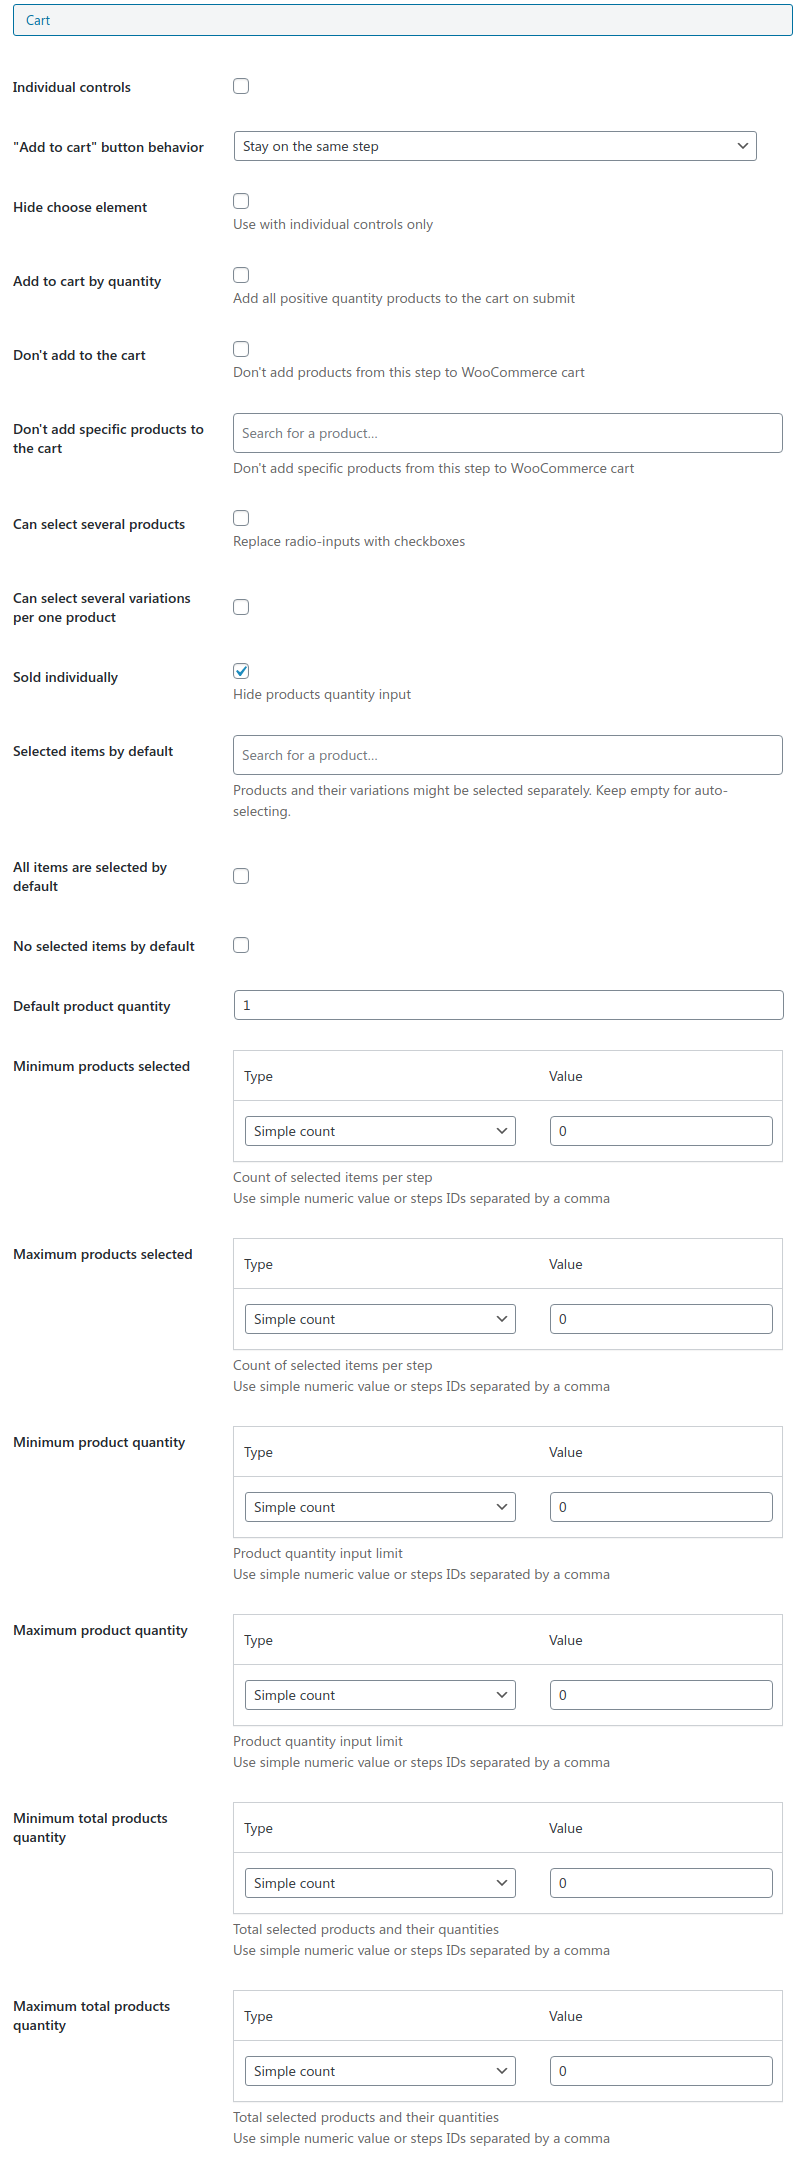 Cart
Individual controls
"Add to cart" button behavior
Stay on the same step
Hide choose element
Use with individual controls only
Add to cart by quantity
Add all positive quantity products to the cart on submit
Don't add to the cart
Don't add products from this step to WooCommerce cart
Don't add specific products to
the cart
Search for a product...
Don't add specific products from this step to WooCommerce cart
Can select several products
Replace radio-inputs with checkboxes
Can select several variations
per one product
Sold individually
Hide products quantity input
Selected items by default
Search for a product...
Products and their variations might be selected separately. Keep empty for auto-
selecting.
All items are selected by
default
No selected items by default
Default product quantity
1
Minimum products selected
Type Value
Simple count 0
Count of selected items per step
Use simple numeric value or steps IDs separated by a comma
Maximum products selected
Type Value
Simple count 0
Count of selected items per step
Use simple numeric value or steps IDs separated by a comma
Minimum product quantity
Type Value
Simple count 0
Product quantity input limit
Use simple numeric value or steps IDs separated by a comma
Maximum product quantity
Type Value
Simple count 0
Product quantity input limit
Use simple numeric value or steps IDs separated by a comma
Minimum total products
quantity
Type Value
Simple count 0
Total selected products and their quantities
Use simple numeric value or steps IDs separated by a comma
Maximum total products
quantity
Type Value
Simple count 0
Total selected products and their quantities
Use simple numeric value or steps IDs separated by a comma